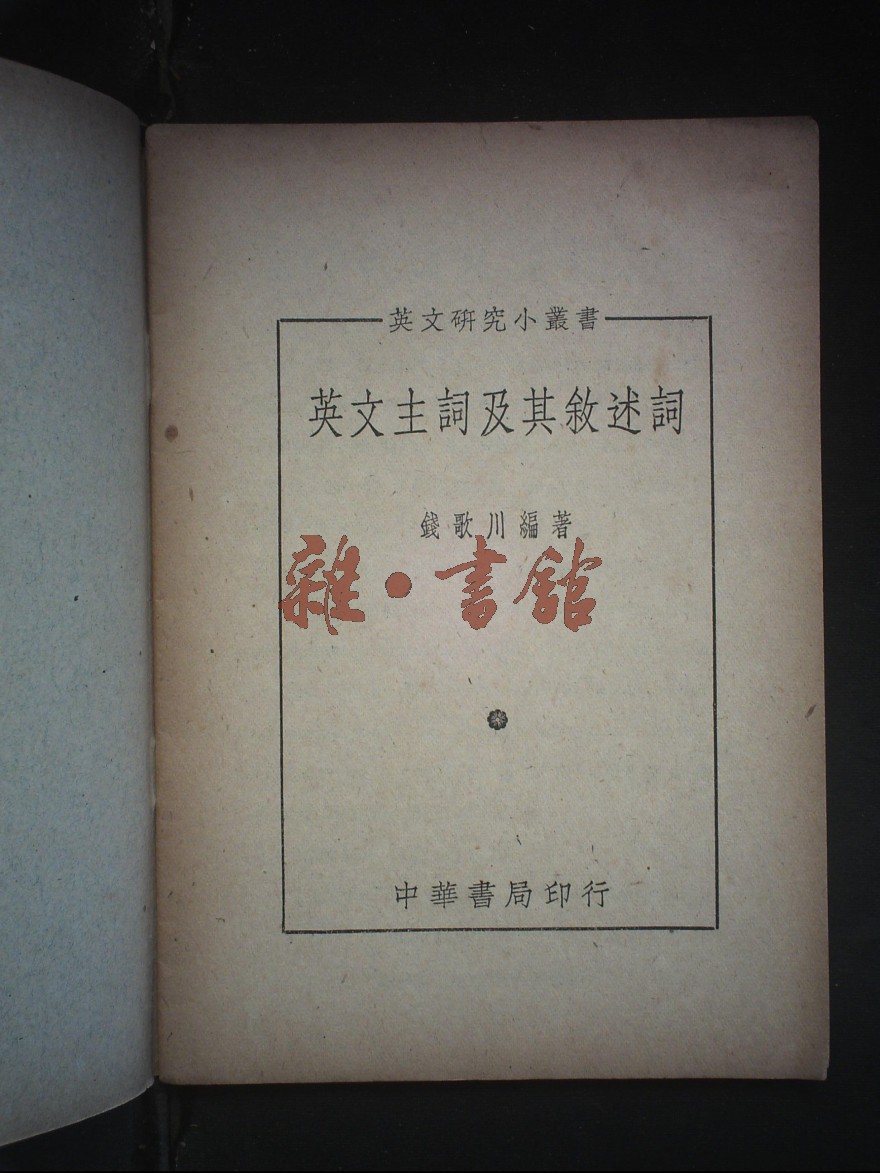 英文研究小叢書
英文主詞及其敘述詞
錢歌川編著
雜·書館
中華書局印行